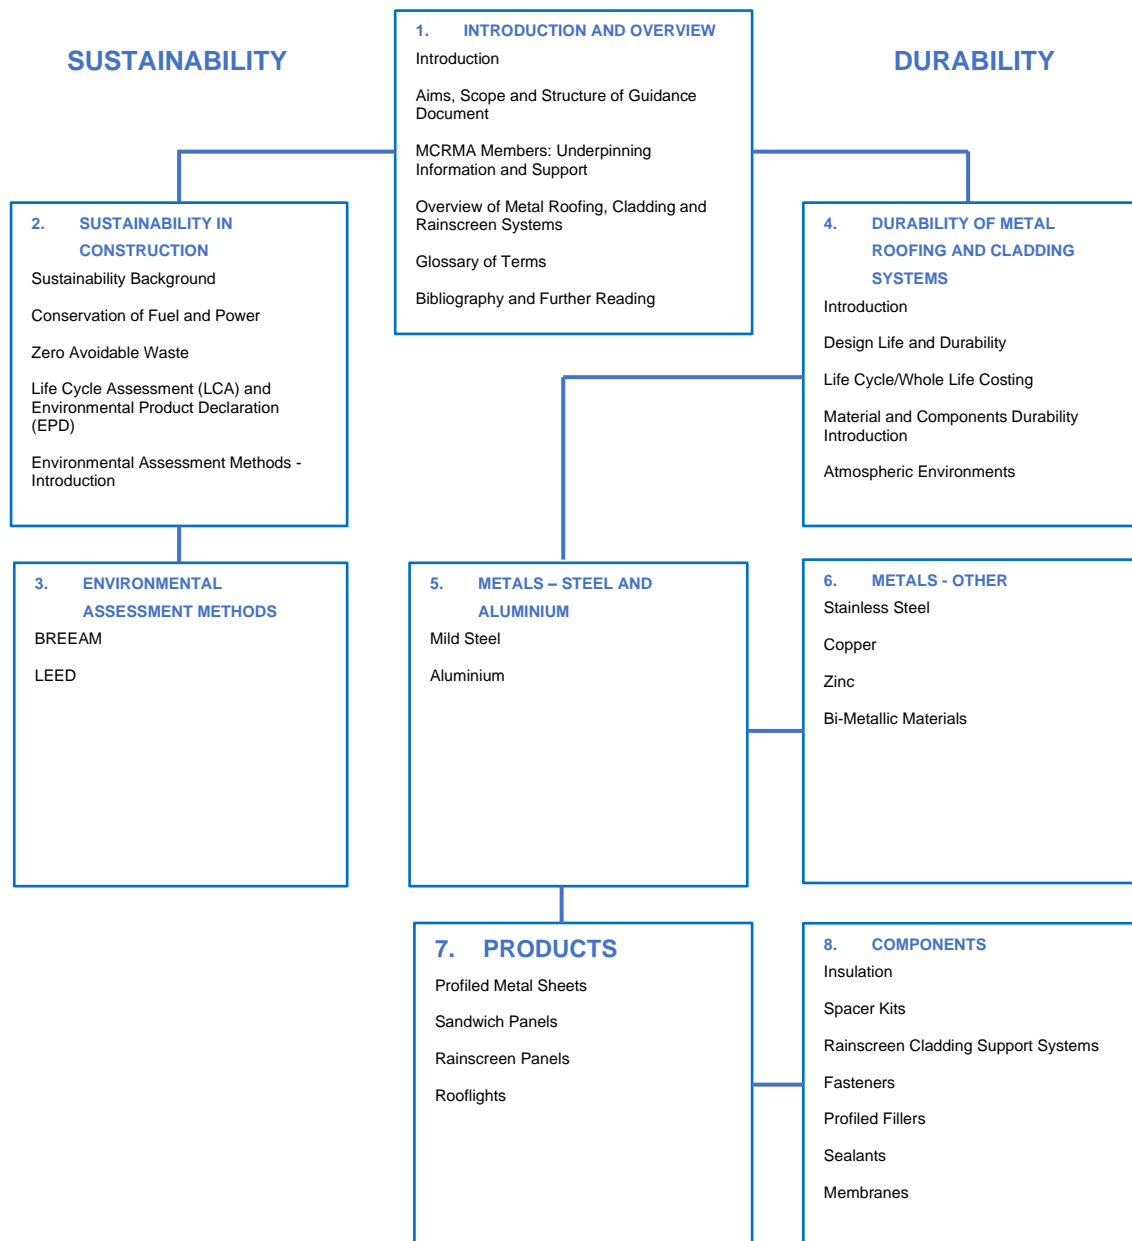 SUSTAINABILITY
DURABILITY
1. INTRODUCTION AND OVERVIEW
Introduction
Aims, Scope and Structure of Guidance
Document
MCRMA Members: Underpinning
Information and Support
Overview of Metal Roofing, Cladding and
Rainscreen Systems
Glossary of Terms
Bibliography and Further Reading
2. SUSTAINABILITY IN
CONSTRUCTION
Sustainability Background
Conservation of Fuel and Power
Zero Avoidable Waste
Life Cycle Assessment (LCA) and
Environmental Product Declaration
(EPD)
Environmental Assessment Methods -
Introduction
4. DURABILITY OF METAL
ROOFING AND CLADDING
SYSTEMS
Introduction
Design Life and Durability
Life Cycle/Whole Life Costing
Material and Components Durability
Introduction
Atmospheric Environments
3. ENVIRONMENTAL
ASSESSMENT METHODS
BREEAM
LEED
5. METALS – STEEL AND
ALUMINIUM
Mild Steel
Aluminium
6. METALS - OTHER
Stainless Steel
Copper
Zinc
Bi-Metallic Materials
7. PRODUCTS
Profiled Metal Sheets
Sandwich Panels
Rainscreen Panels
Rooflights
8. COMPONENTS
Insulation
Spacer Kits
Rainscreen Cladding Support Systems
Fasteners
Profiled Fillers
Sealants
Membranes